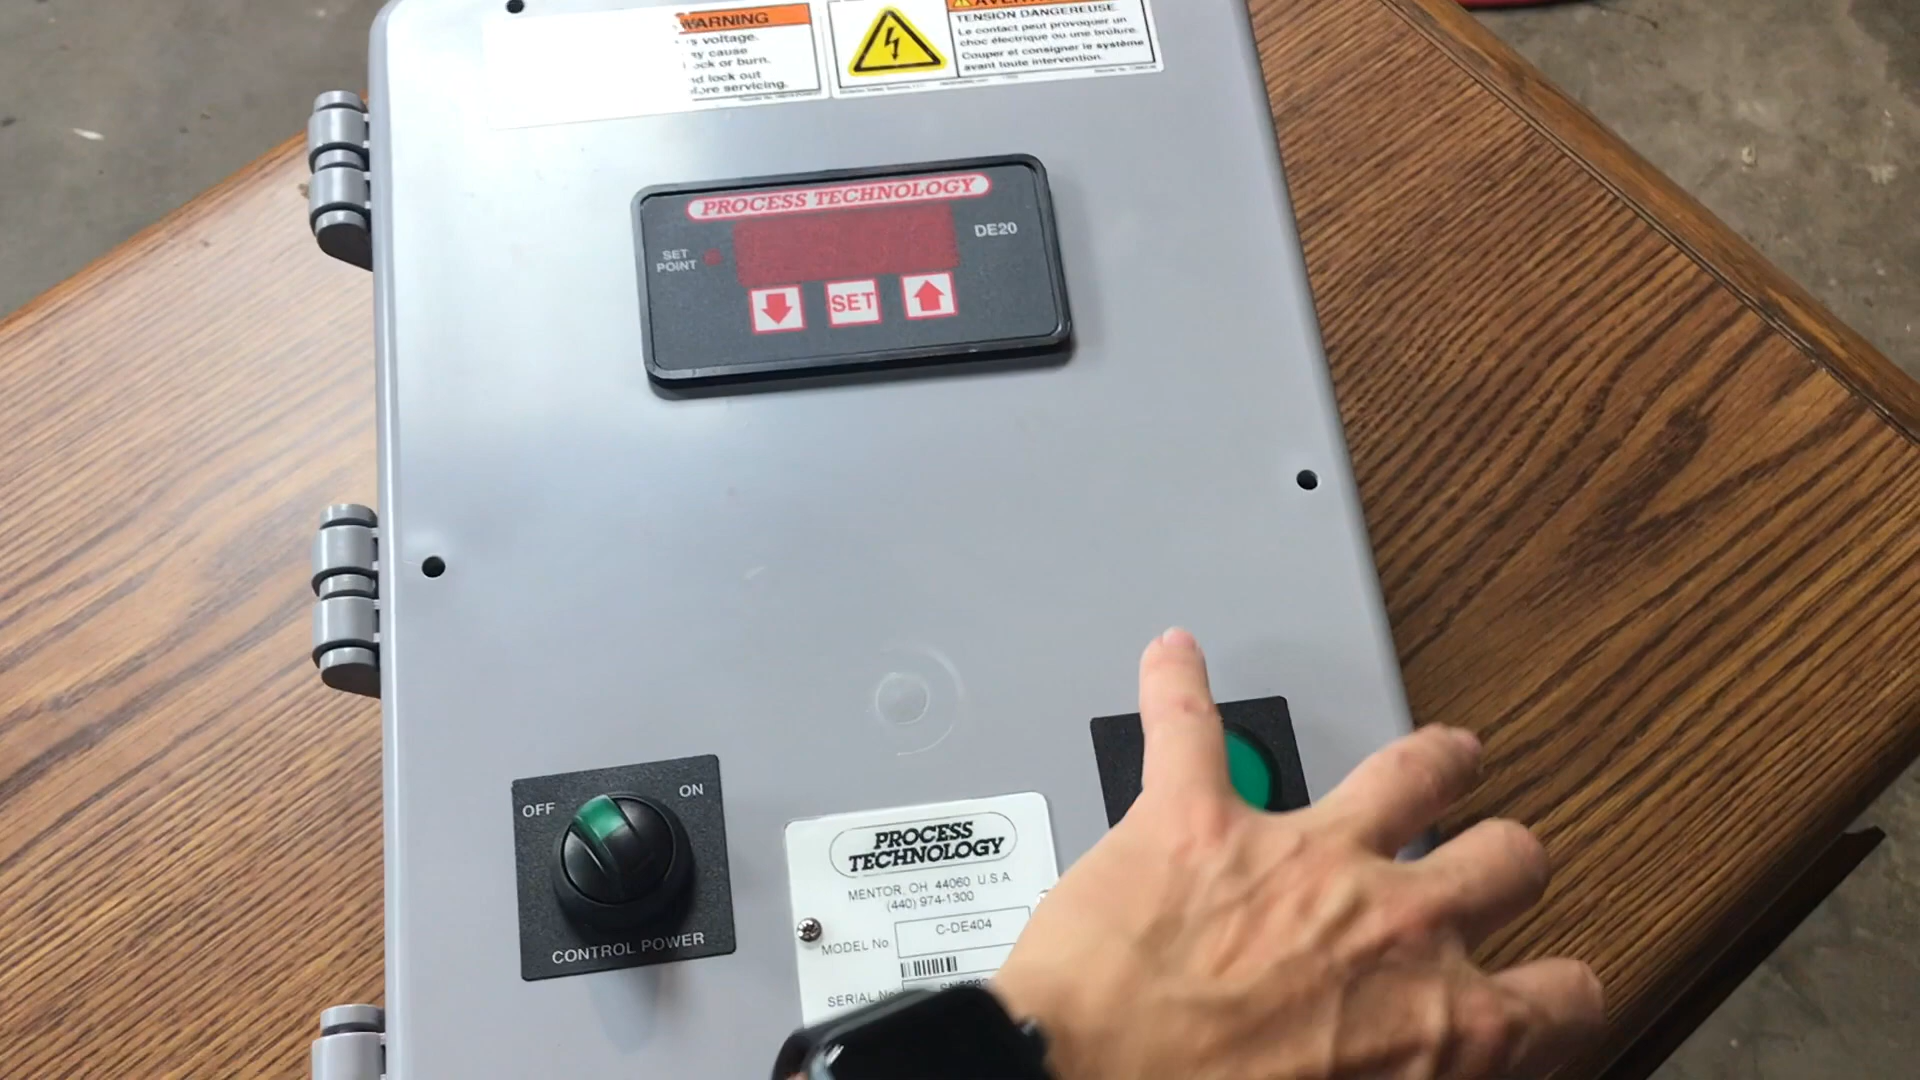 WARNING
voltage.
may cause
or burn.
lock out
before servicing.
TENSION DANGEREUSE.
Le contact peut provoquer un
choc électrique ou une brûlure.
Couper et consigner le système
avant toute intervention.
PROCESS TECHNOLOGY
DE20
SET
POINT
SET
OFF
ON
CONTROL POWER
PROCESS
TECHNOLOGY
MENTOR, OH 44060 U.S.A.
(440) 974-1300
MODEL No.
C-DE404
SERIAL No.